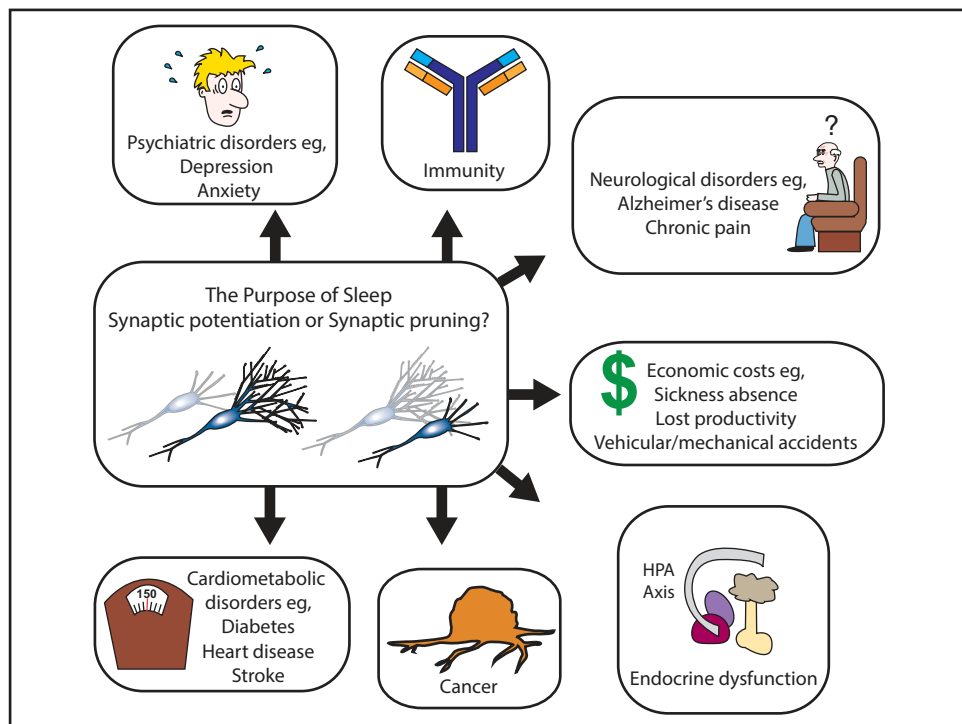 Psychiatric disorders eg,
Depression
Anxiety
Immunity
?
Neurological disorders eg,
Alzheimer's disease
Chronic pain
The Purpose of Sleep
Synaptic potentiation or Synaptic pruning?
$
Economic costs eg,
Sickness absence
Lost productivity
Vehicular/mechanical accidents
150
Cardiometabolic
disorders eg,
Diabetes
Heart disease
Stroke
Cancer
HPA
Axis
Endocrine dysfunction